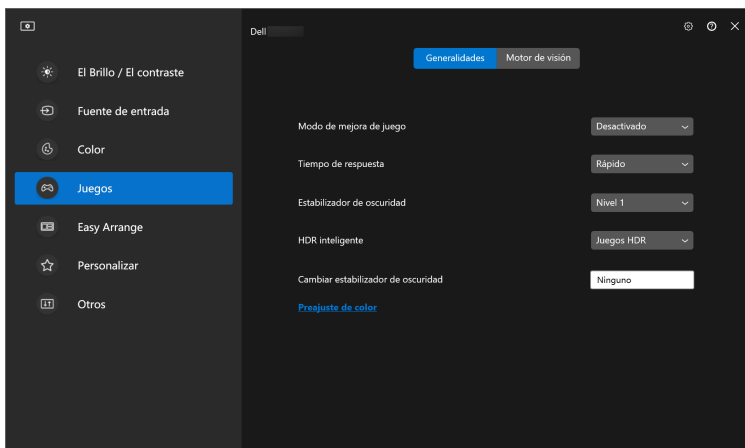 Dell
Generalidades
Motor de visión
El Brillo / El contraste
Fuente de entrada
Color
Juegos
Easy Arrange
Personalizar
Otros
Modo de mejora de juego
Desactivado
Tiempo de respuesta
Rápido
Estabilizador de oscuridad
Nivel 1
HDR inteligente
Juegos HDR
Cambiar estabilizador de oscuridad
Ninguno
Preajuste de color